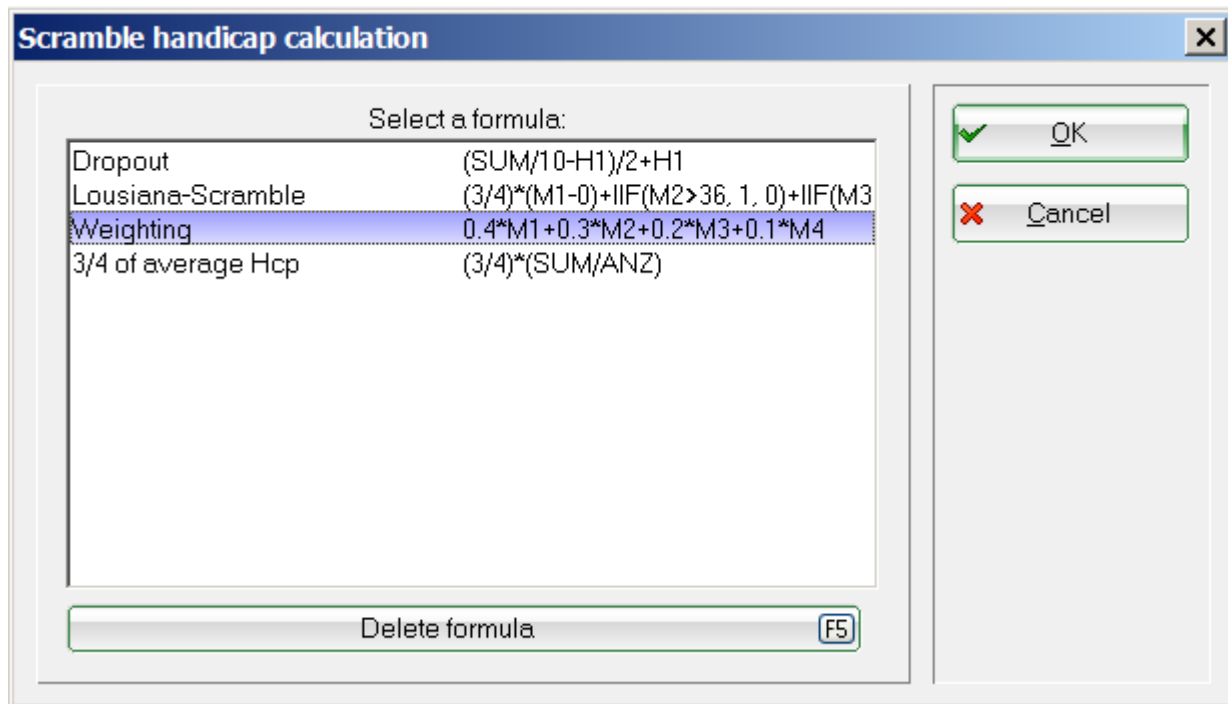 Scramble handicap calculation
Select a formula:
Dropout (SUM/10-H1)/2+H1
Lousiana-Scramble (3/4)*(M1-0)+IIF(M2>36, 1, 0)+IIF(M3
Weighting 0.4*M1+0.3*M2+0.2*M3+0.1*M4
3/4 of average Hcp (3/4)*(SUM/ANZ)
Delete formula F5
OK
Cancel